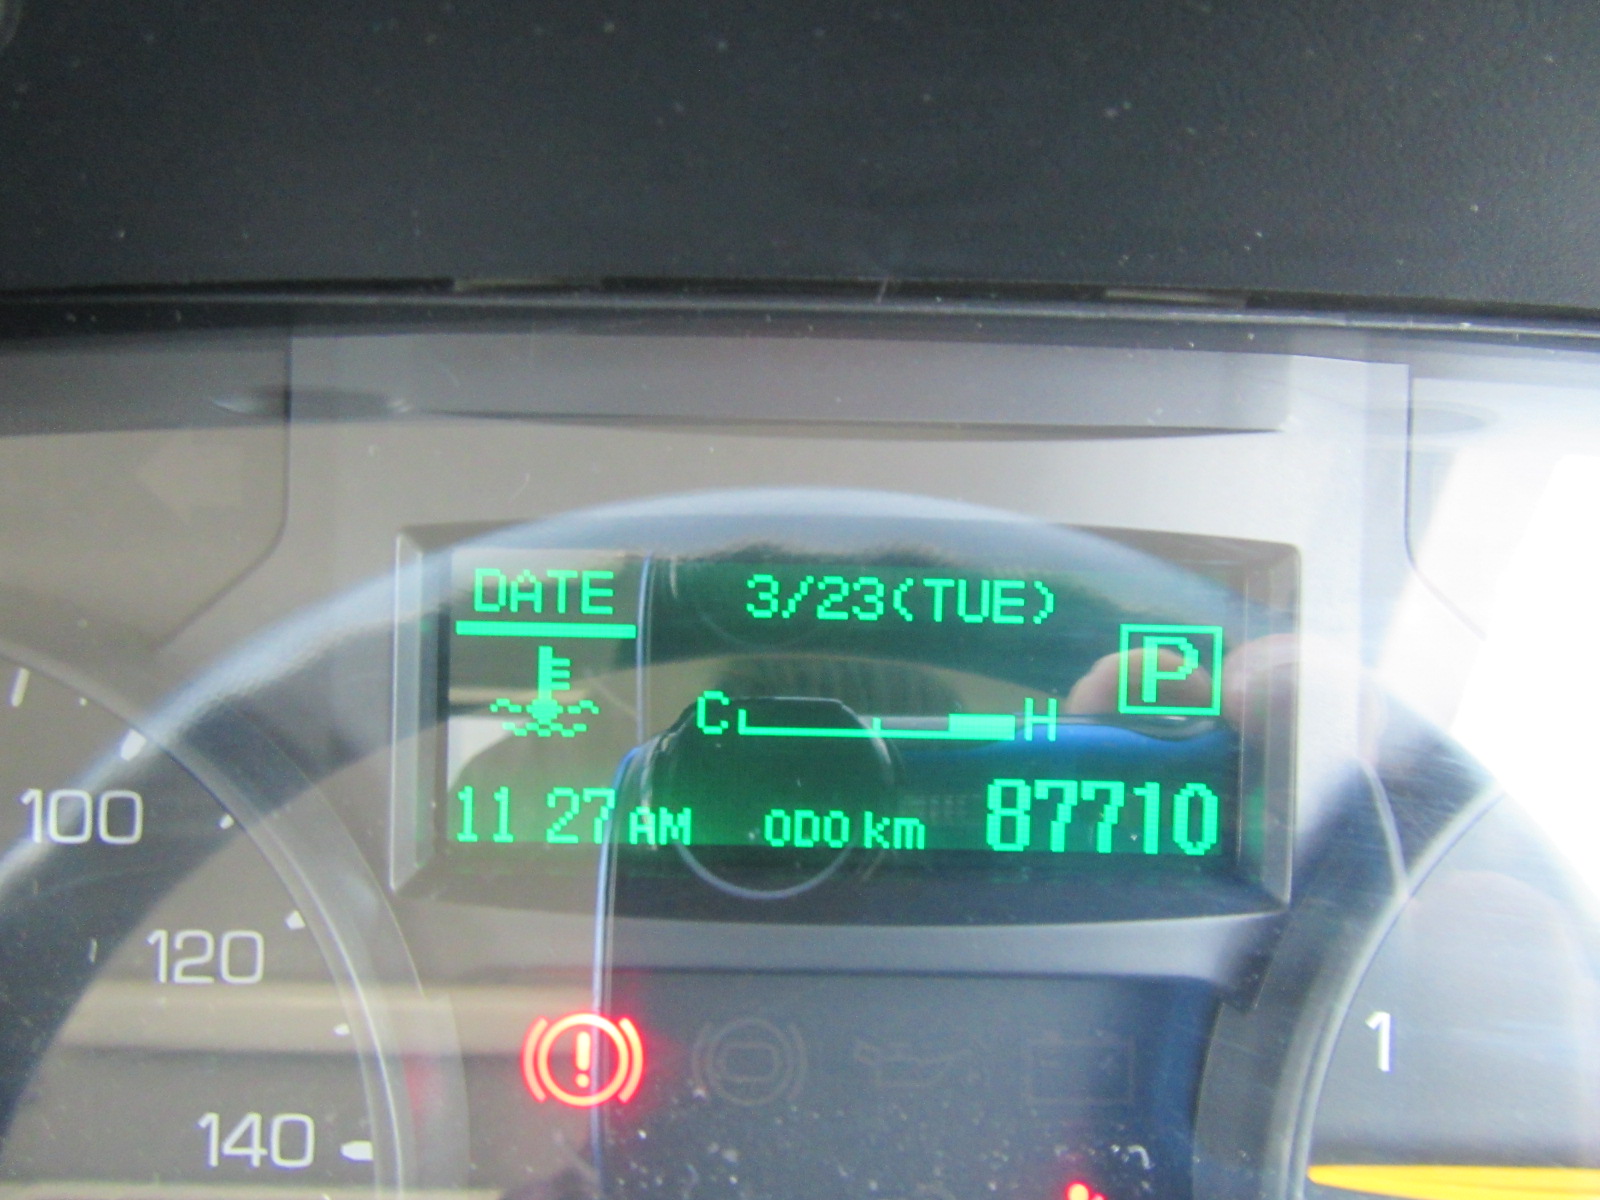 DATE 3/23(TUE)
P
C H
11 27 AM ODO km 87710
100
120
140
1